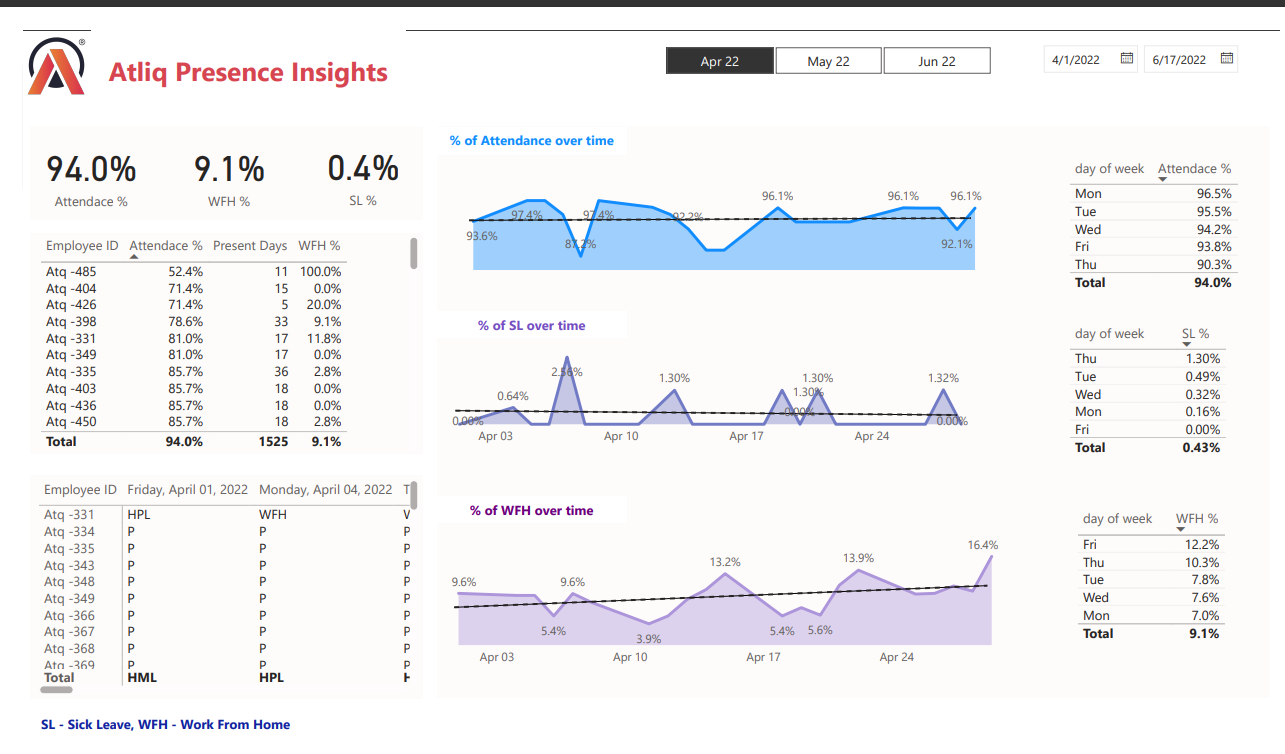 ®
Atliq Presence Insights
Apr 22
May 22
Jun 22
4/1/2022
6/17/2022
94.0%
Attendace %
9.1%
WFH %
0.4%
SL %
Employee ID Attendace % Present Days WFH %
Atq -485 52.4% 11 100.0%
Atq -404 71.4% 15 0.0%
Atq -426 71.4% 5 20.0%
Atq -398 78.6% 33 9.1%
Atq -331 81.0% 17 11.8%
Atq -349 81.0% 17 0.0%
Atq -335 85.7% 36 2.8%
Atq -403 85.7% 18 0.0%
Atq -436 85.7% 18 0.0%
Atq -450 85.7% 18 2.8%
Total 94.0% 1525 9.1%
Employee ID Friday, April 01, 2022 Monday, April 04, 2022 T
Atq -331 HPL WFH
Atq -334 P P P
Atq -335 P P P
Atq -343 P P P
Atq -348 P P P
Atq -349 P P P
Atq -366 P P P
Atq -367 P P P
Atq -368 P P P
Atq -369 P P P
Total HML HPL
SL - Sick Leave, WFH - Work From Home
% of Attendance over time
93.6%
97.4%
87.2%
97.4%
92.2%
96.1%
96.1%
92.1%
96.1%
% of SL over time
0.00%
0.64%
2.56%
1.30%
1.30%
0.00%
1.30%
1.32%
0.00%
Apr 03 Apr 10 Apr 17 Apr 24
% of WFH over time
9.6%
5.4%
9.6%
3.9%
13.2%
5.4%
5.6%
13.9%
16.4%
Apr 03 Apr 10 Apr 17 Apr 24
day of week Attendace %
Mon 96.5%
Tue 95.5%
Wed 94.2%
Fri 93.8%
Thu 90.3%
Total 94.0%
day of week SL %
Thu 1.30%
Tue 0.49%
Wed 0.32%
Mon 0.16%
Fri 0.00%
Total 0.43%
day of week WFH %
Fri 12.2%
Thu 10.3%
Tue 7.8%
Wed 7.6%
Mon 7.0%
Total 9.1%